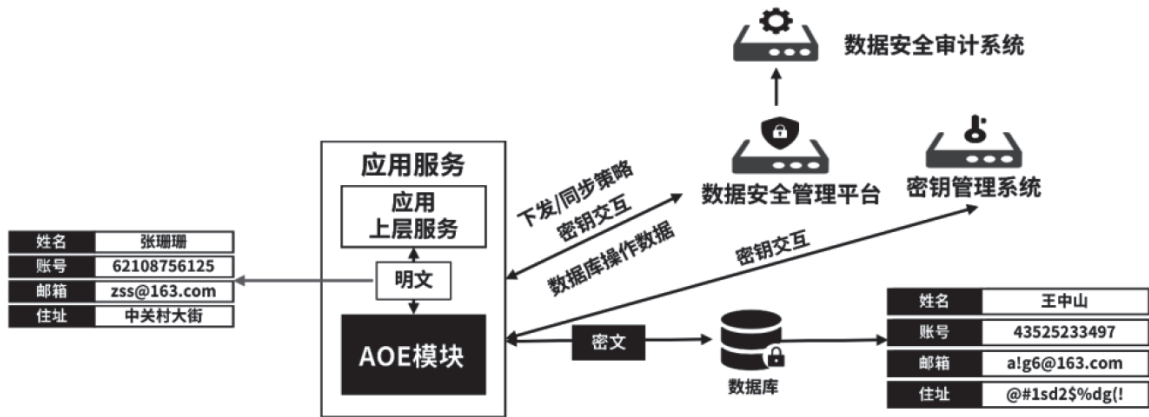 数据安全审计系统
应用服务
应用
上层服务
明文
AOE模块
下发/同步策略
密钥交互
数据库操作数据
数据安全管理平台
密钥管理系统
密钥交互
密文
数据库
姓名 张珊珊
账号 62108756125
邮箱 zss@163.com
住址 中关村大街
姓名 王中山
账号 43525233497
邮箱 a!g6@163.com
住址 @#1sd2$%dg(!